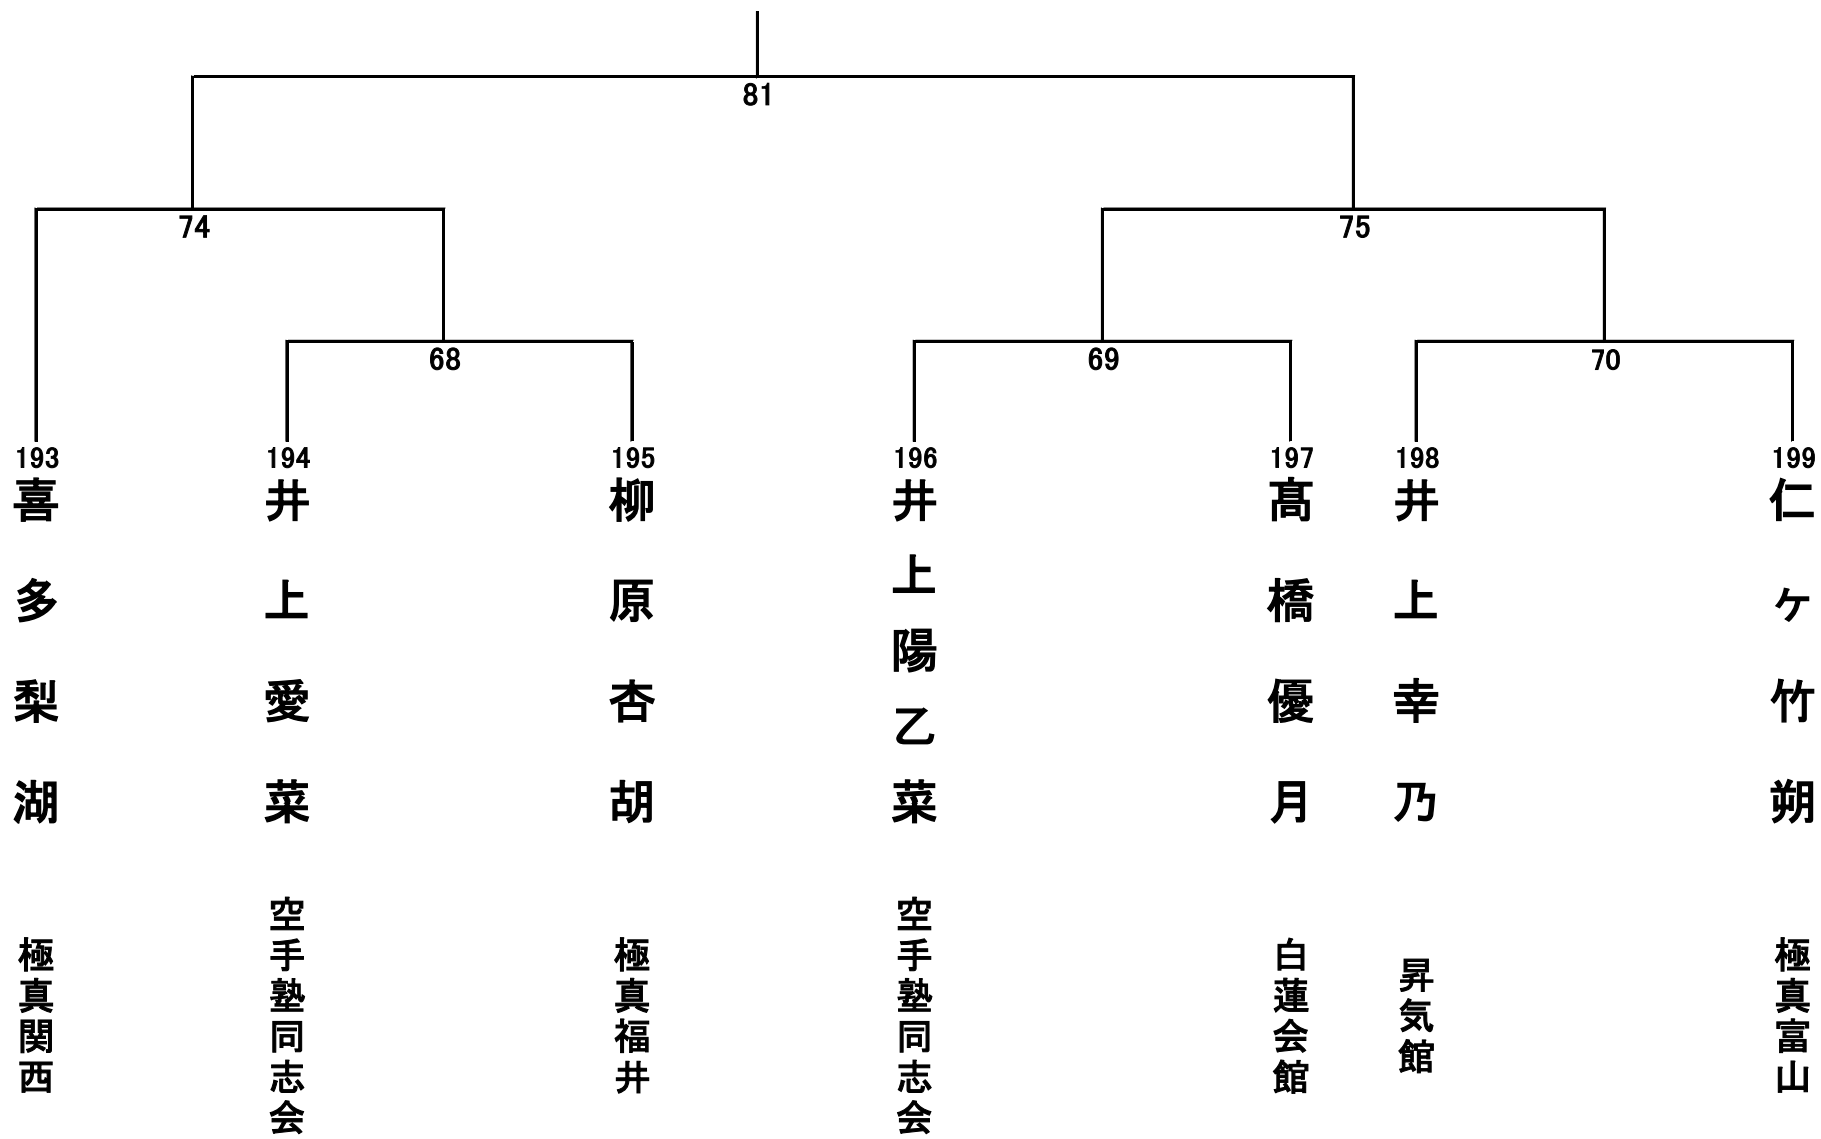 81
74
75
68
69
70
193
喜多梨湖
極真関西
194
井上愛菜
空手塾同志会
195
柳原杏胡
極真福井
196
井上陽乙菜
空手塾同志会
197
髙橋優月
白蓮会館
198
井上幸乃
昇気館
199
仁ヶ竹朔
極真富山